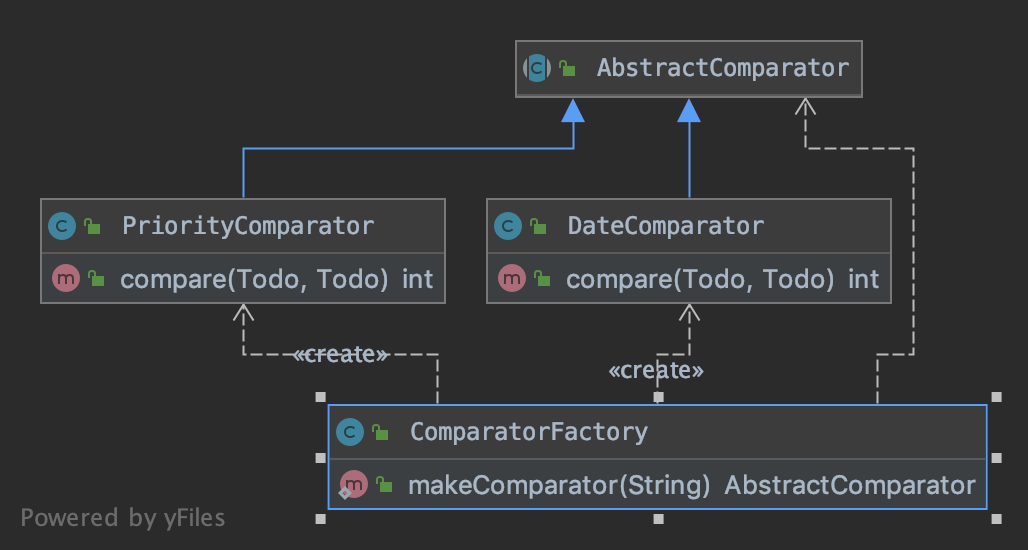 AbstractComparator
PriorityComparator
compare(Todo, Todo) int
DateComparator
compare(Todo, Todo) int
«create»
«create»
ComparatorFactory
makeComparator(String) AbstractComparator
Powered by yFiles